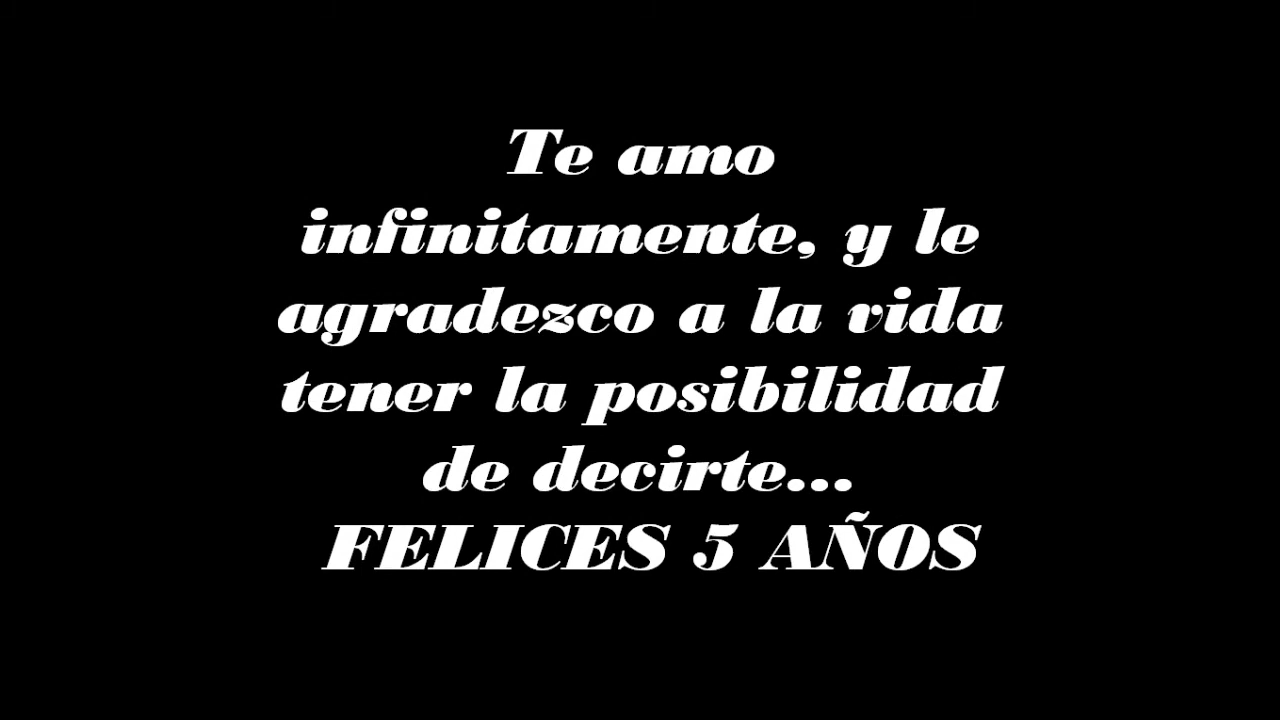 Te amo
infinitamente, y le
agradezco a la vida
tener la posibilidad
de decirte...
FELICES 5 AÑOS